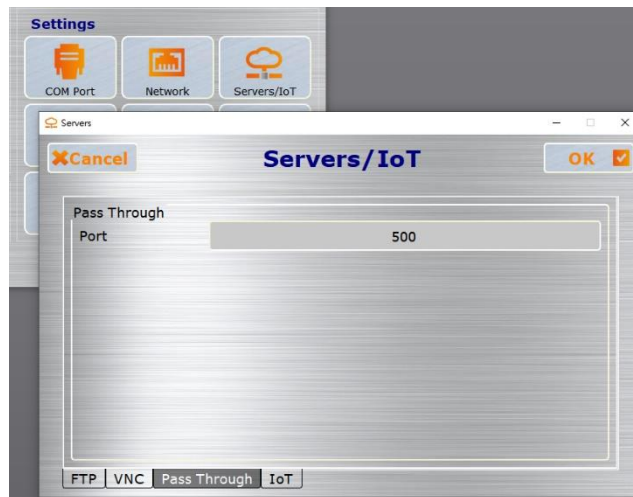 Settings
COM Port Network Servers/IoT
Servers
Cancel Servers/IoT OK
Pass Through
Port 500
FTP VNC Pass Through IoT